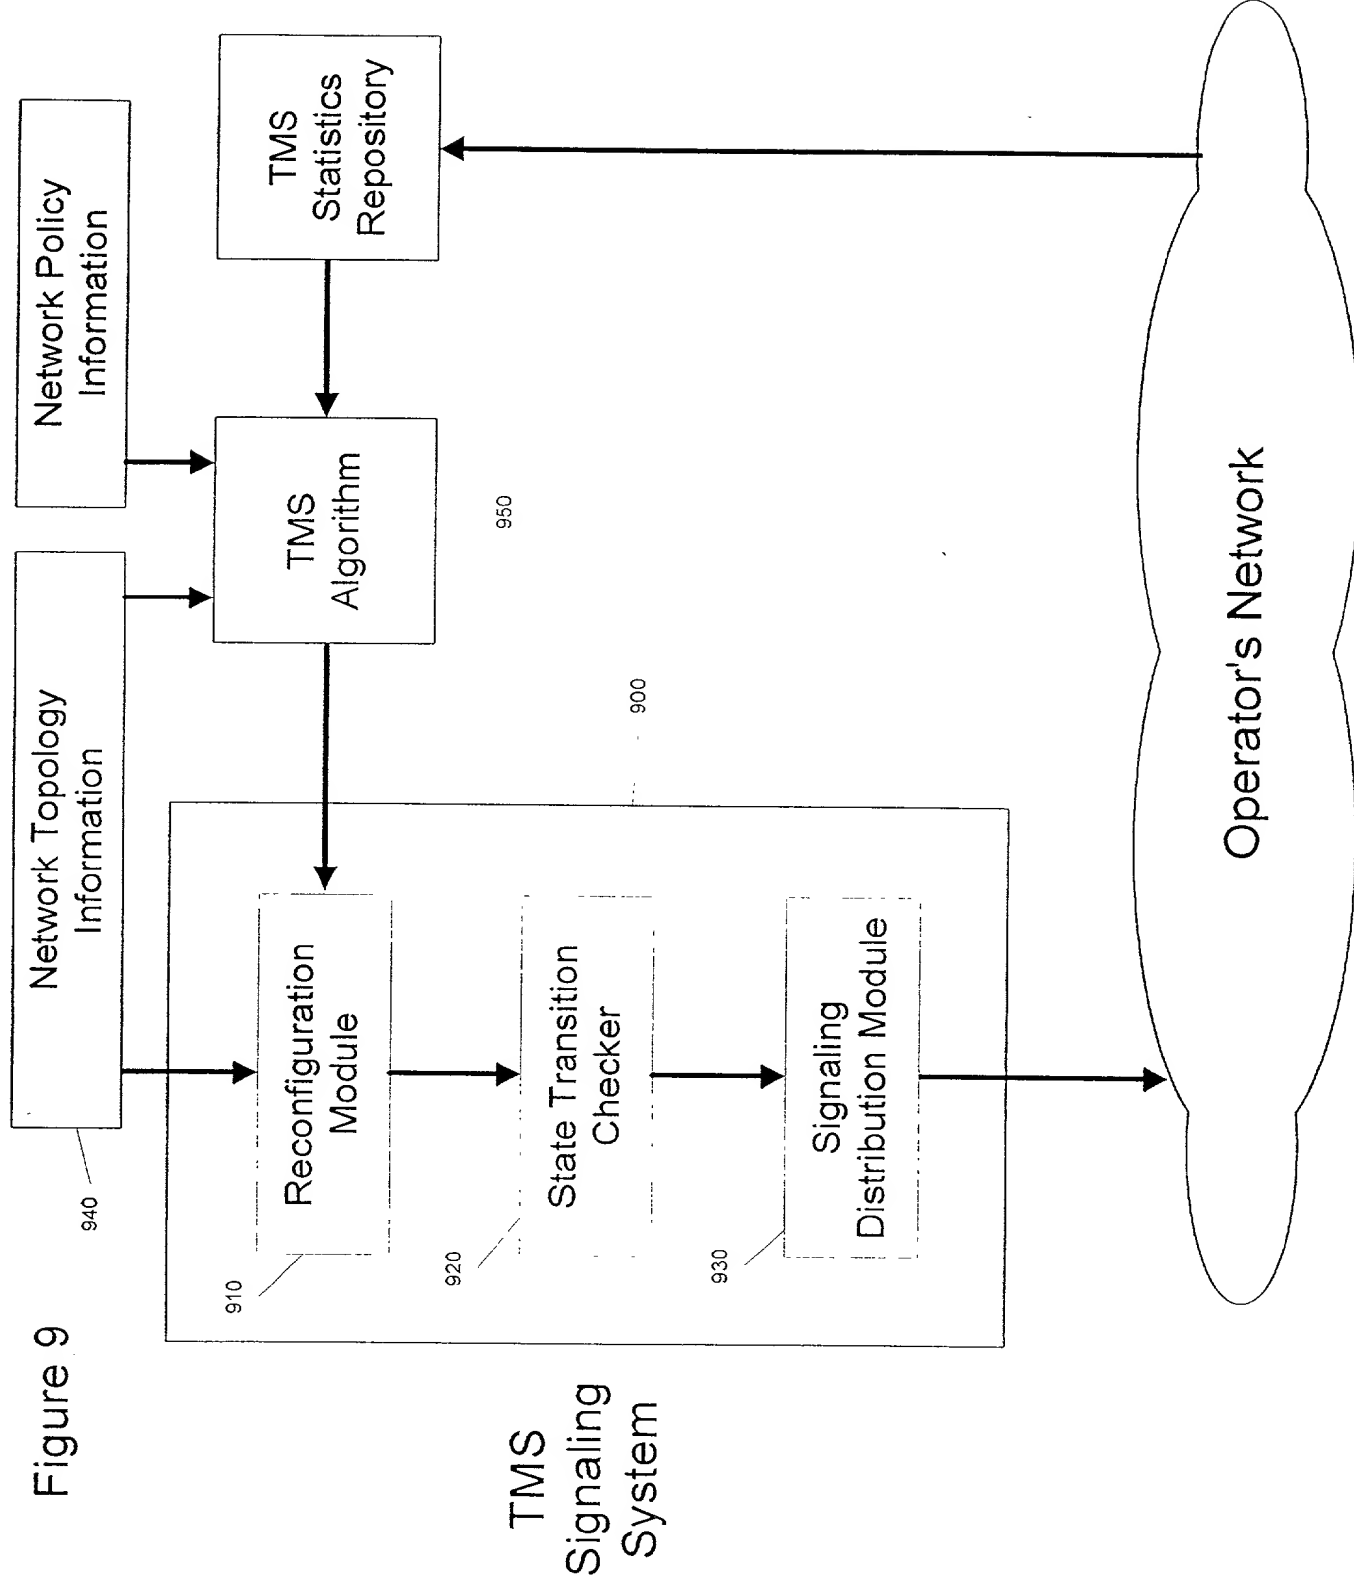 Figure 9
940
Network Topology
Information
Network Policy
Information
TMS
Signaling
System
910
Reconfiguration
Module
920
State Transition
Checker
930
Signaling
Distribution Module
900
TMS
Algorithm
950
TMS
Statistics
Repository
Operator's Network